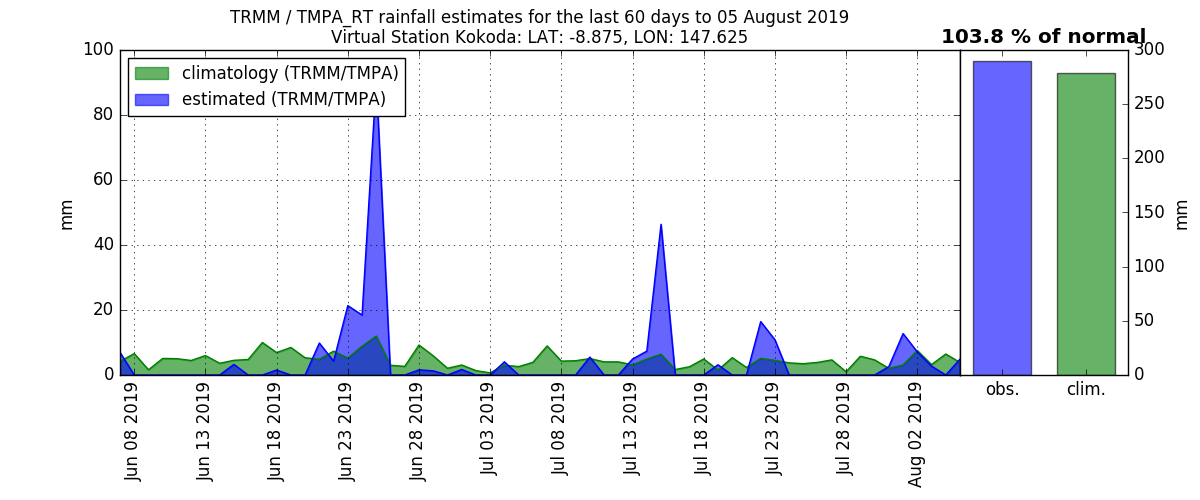 TRMM / TMPA_RT rainfall estimates for the last 60 days to 05 August 2019
Virtual Station Kokoda: LAT: -8.875, LON: 147.625
103.8 % of normal
climatology (TRMM/TMPA)
estimated (TRMM/TMPA)
100
80
60
40
20
0
mm
Jun 08 2019
Jun 13 2019
Jun 18 2019
Jun 23 2019
Jun 28 2019
Jul 03 2019
Jul 08 2019
Jul 13 2019
Jul 18 2019
Jul 23 2019
Jul 28 2019
Aug 02 2019
300
250
200
150
100
50
0
mm
obs.
clim.